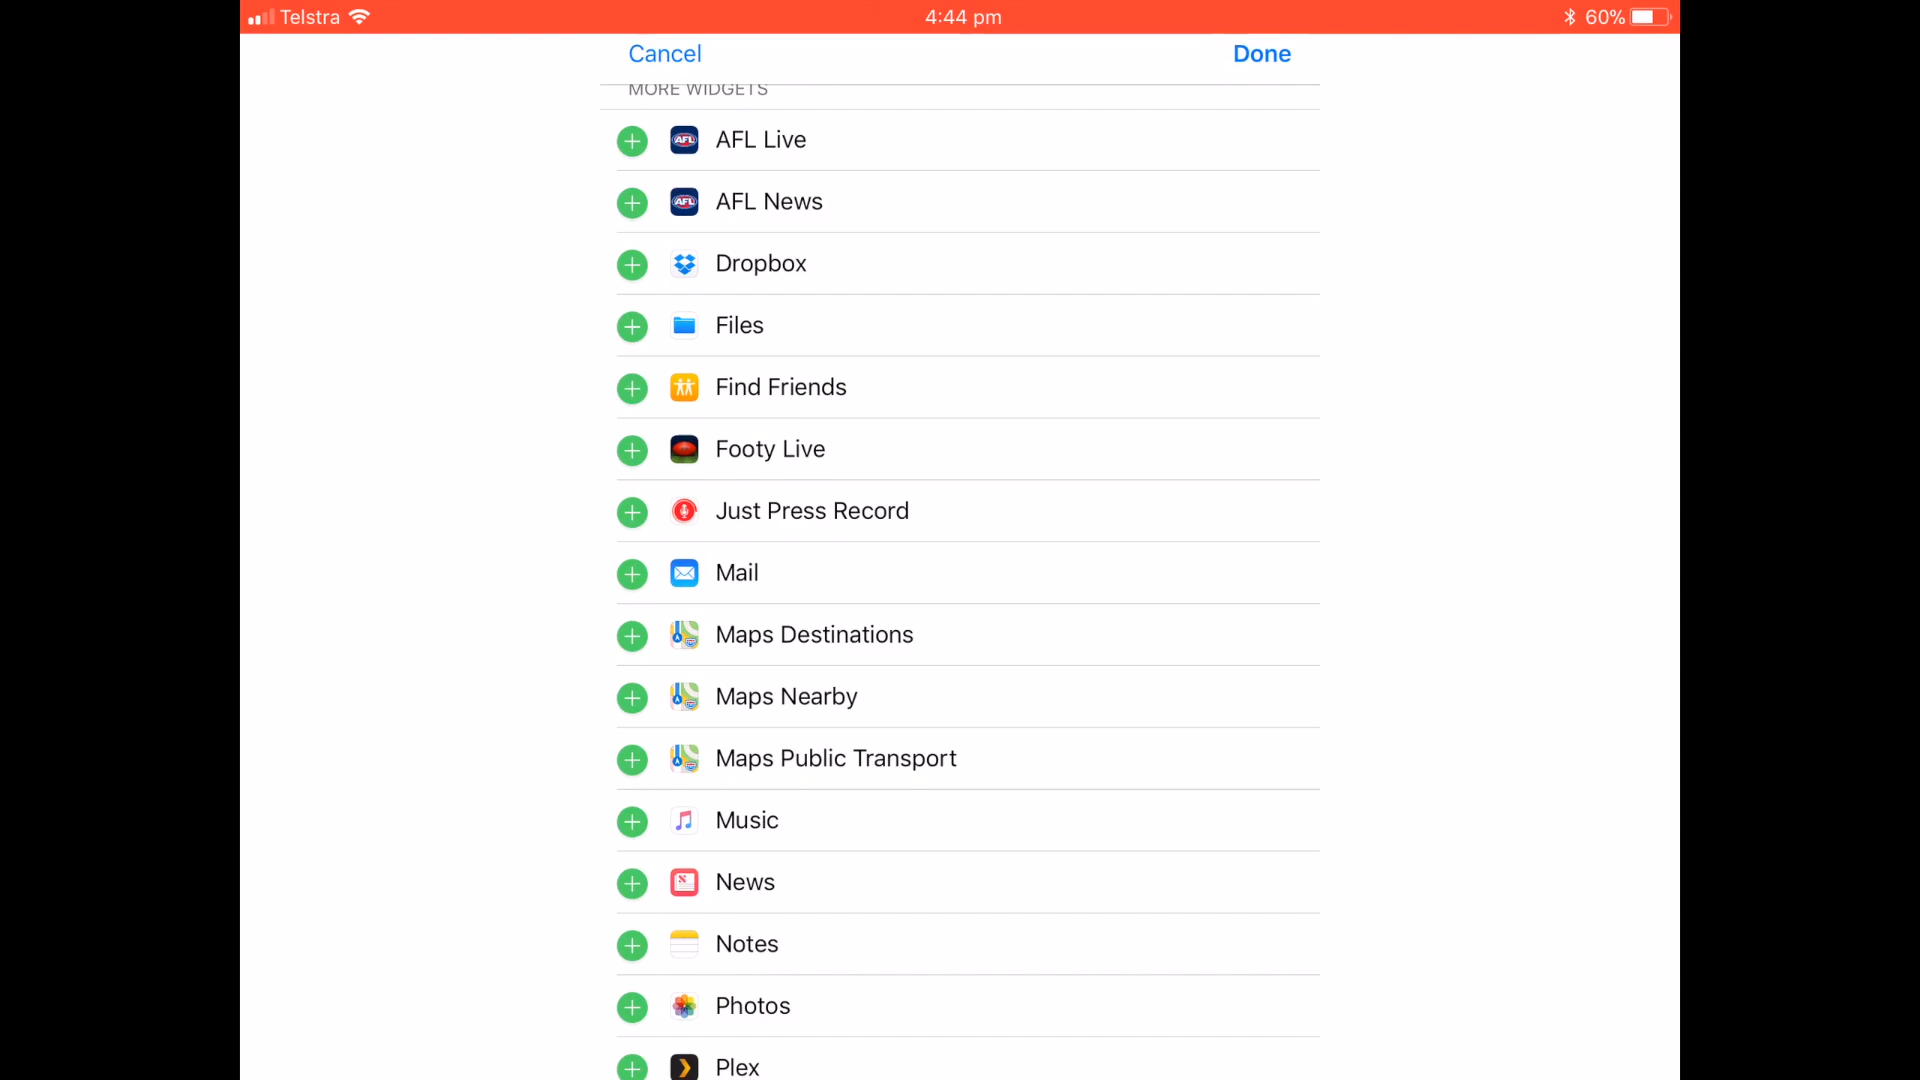 Telstra 4:44 pm 60%
Cancel Done
MORE WIDGETS
AFL Live
AFL News
Dropbox
Files
Find Friends
Footy Live
Just Press Record
Mail
Maps Destinations
Maps Nearby
Maps Public Transport
Music
News
Notes
Photos
Plex